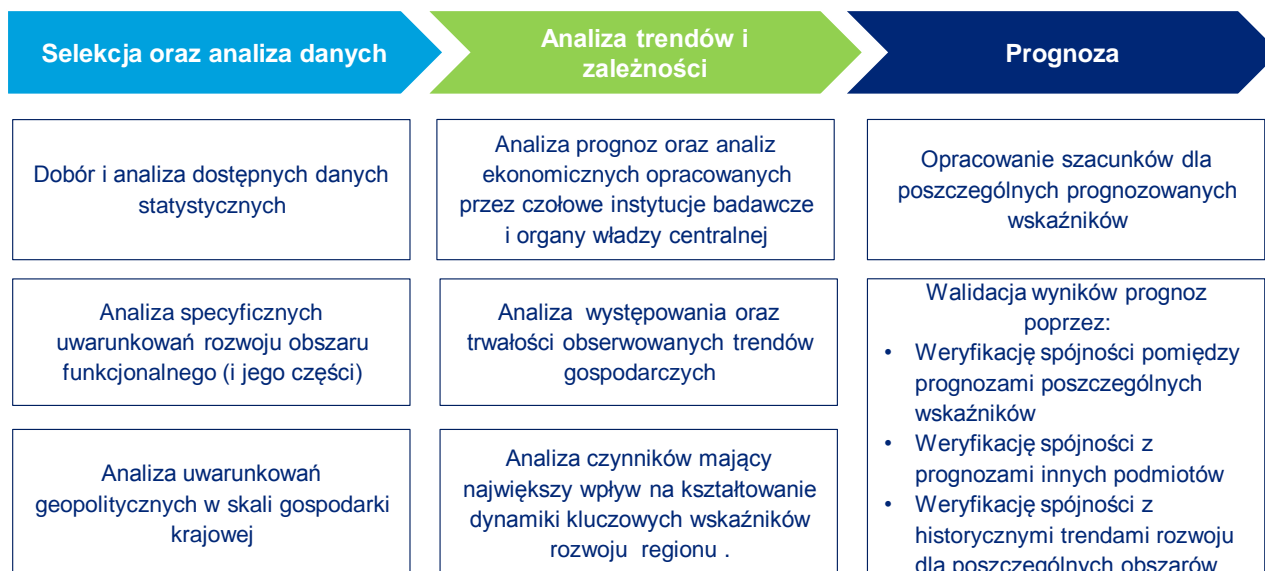 Selekcja oraz analiza danych
Analiza trendów i
zależności
Prognoza
Dobór i analiza dostępnych danych
statystycznych
Analiza specyficznych
uwarunkowań rozwoju obszaru
funkcjonalnego (i jego części)
Analiza uwarunkowań
geopolitycznych w skali gospodarki
krajowej
Analiza prognoz oraz analiz
ekonomicznych opracowanych
przez czołowe instytucje badawcze
i organy władzy centralnej
Analiza występowania oraz
trwałości obserwowanych trendów
gospodarczych
Analiza czynników mający
największy wpływ na kształtowanie
dynamiki kluczowych wskaźników
rozwoju regionu .
Opracowanie szacunków dla
poszczególnych prognozowanych
wskaźników
Walidacja wyników prognoz
poprzez:
• Weryfikację spójności pomiędzy
prognozami poszczególnych
wskaźników
• Weryfikację spójności z
prognozami innych podmiotów
• Weryfikację spójności z
historycznymi trendami rozwoju
dla poszczególnych obszarów